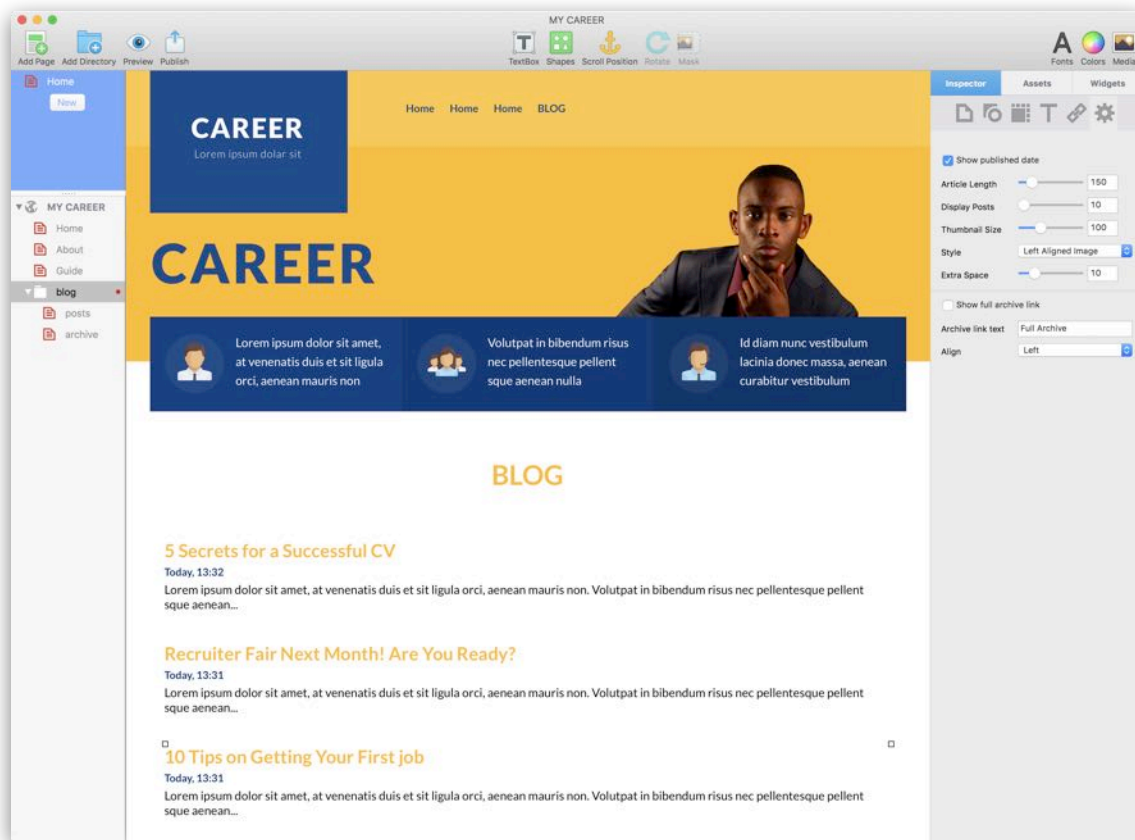 MY CAREER
Add Page Add Directory Preview Publish
TextBox Shapes Scroll Position Rotate Mask
Fonts Colors Media
Home
New
MY CAREER
Home
About
Guide
blog
posts
archive
CAREER
Lorem ipsum dolar sit
Home Home Home BLOG
CAREER
Lorem ipsum dolor sit amet,
at venenatis duis et sit ligula
orci, aenean mauris non
Volutpat in bibendum risus
nec pellentesque pellent
sque aenean nulla
Id diam nunc vestibulum
lacinia donec massa, aenean
curabitur vestibulum
BLOG
5 Secrets for a Successful CV
Today, 13:32
Lorem ipsum dolor sit amet, at venenatis duis et sit ligula orci, aenean mauris non. Volutpat in bibendum risus nec pellentesque pellent
sque aenean...
Recruiter Fair Next Month! Are You Ready?
Today, 13:31
Lorem ipsum dolor sit amet, at venenatis duis et sit ligula orci, aenean mauris non. Volutpat in bibendum risus nec pellentesque pellent
sque aenean...
10 Tips on Getting Your First job
Today, 13:31
Lorem ipsum dolor sit amet, at venenatis duis et sit ligula orci, aenean mauris non. Volutpat in bibendum risus nec pellentesque pellent
sque aenean...
Inspector Assets Widgets
Show published date
Article Length 150
Display Posts 10
Thumbnail Size 100
Style Left Aligned Image
Extra Space 10
Show full archive link
Archive link text Full Archive
Align Left